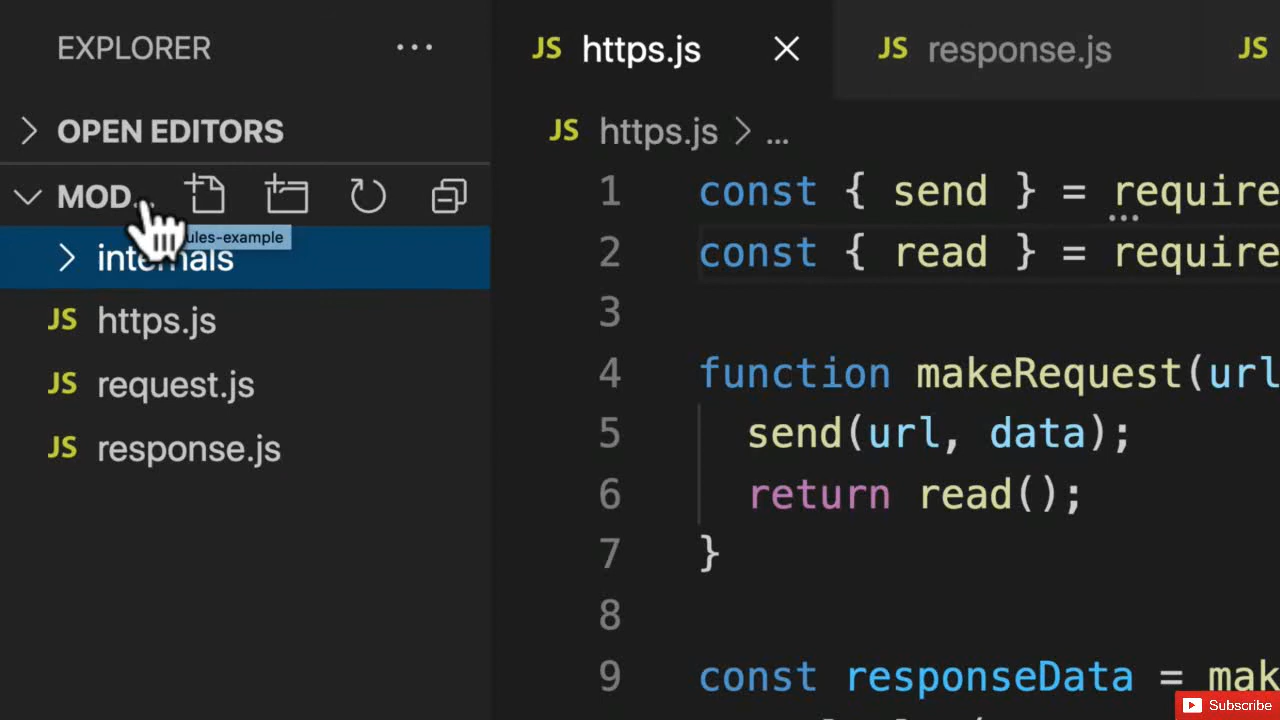 EXPLORER ...
OPEN EDITORS
MOD...
ules-example
internals
JS https.js
JS request.js
JS response.js
JS https.js
JS response.js
JS
JS https.js > ...
1 const { send } = require
2 const { read } = require
3
4 function makeRequest(url
5 send(url, data);
6 return read();
7 }
8
9 const responseData = mak
Subscribe